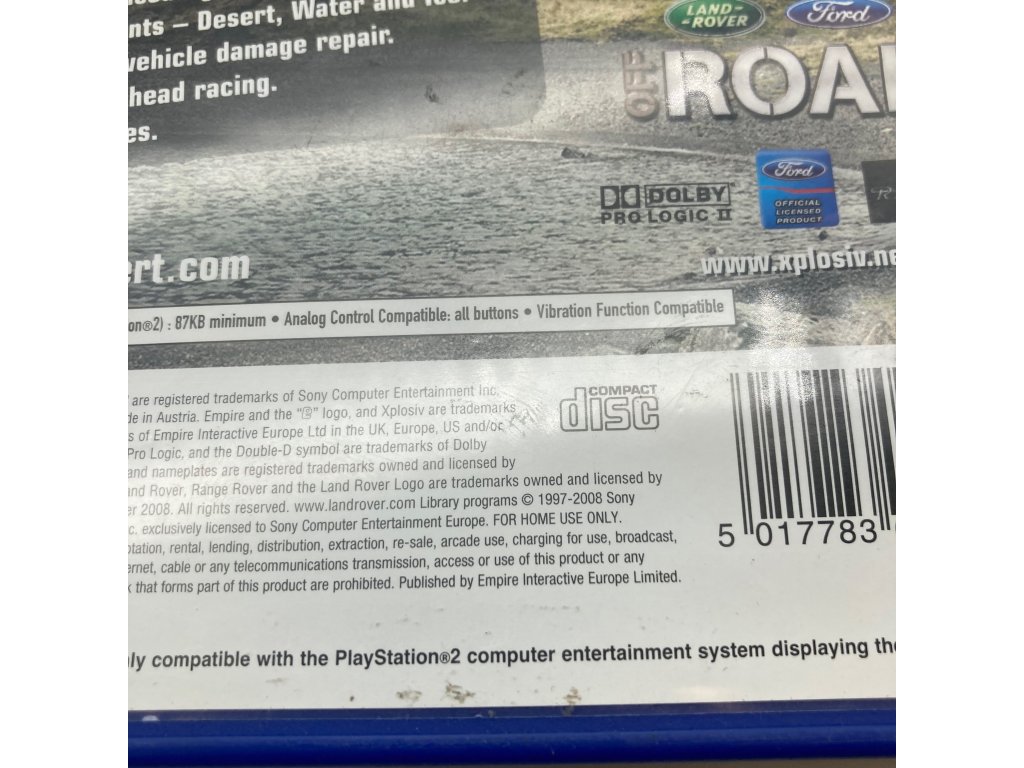 nts – Desert, Water and
vehicle damage repair.
head racing.
es.
LAND-
ROVER
Ford
OFF ROA
DOLBY
PRO LOGIC II
Ford
OFFICIAL
LICENSED
PRODUCT
ert.com
www.xplosiv.ne
on®2) : 87KB minimum • Analog Control Compatible: all buttons • Vibration Function Compatible
are registered trademarks of Sony Computer Entertainment Inc.
de in Austria. Empire and the “E” logo, and Xplosiv are trademarks
s of Empire Interactive Europe Ltd in the UK, Europe, US and/or
Pro Logic, and the Double-D symbol are trademarks of Dolby
and nameplates are registered trademarks owned and licensed by
and Rover, Range Rover and the Land Rover Logo are trademarks owned and licensed by
er 2008. All rights reserved. www.landrover.com Library programs © 1997-2008 Sony
c. exclusively licensed to Sony Computer Entertainment Europe. FOR HOME USE ONLY.
ptation, rental, lending, distribution, extraction, re-sale, arcade use, charging for use, broadcast,
ernet, cable or any telecommunications transmission, access or use of this product or any
k that forms part of this product are prohibited. Published by Empire Interactive Europe Limited.
COMPACT
disc
5 017783
ly compatible with the PlayStation®2 computer entertainment system displaying the